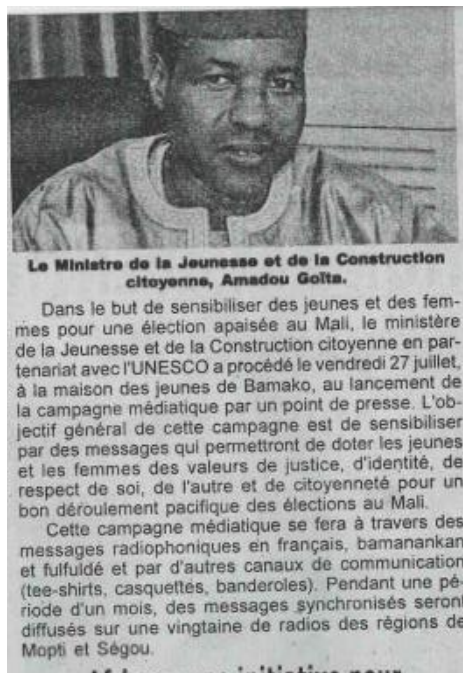 Le Ministre de la Jeunesse et de la Construction
citoyenne, Amadou Goïta.
Dans le but de sensibiliser des jeunes et des fem-
mes pour une élection apaisée au Mali, le ministère
de la Jeunesse et de la Construction citoyenne en par-
tenariat avec l'UNESCO a procédé le vendredi 27 juillet,
à la maison des jeunes de Bamako, au lancement de
la campagne médiatique par un point de presse. L'ob-
jectif général de cette campagne est de sensibiliser
par des messages qui permettront de doter les jeunes
et les femmes des valeurs de justice, d'identité, de
respect de soi, de l'autre et de citoyenneté pour un
bon déroulement pacifique des élections au Mali.
Cette campagne médiatique se fera à travers des
messages radiophoniques en français, bamanankan
et fulfuldé et par d'autres canaux de communication
(tee-shirts, casquettes, banderoles). Pendant une pé-
riode d'un mois, des messages synchronisés seront
diffusés sur une vingtaine de radios des régions de
Mopti et Ségou.